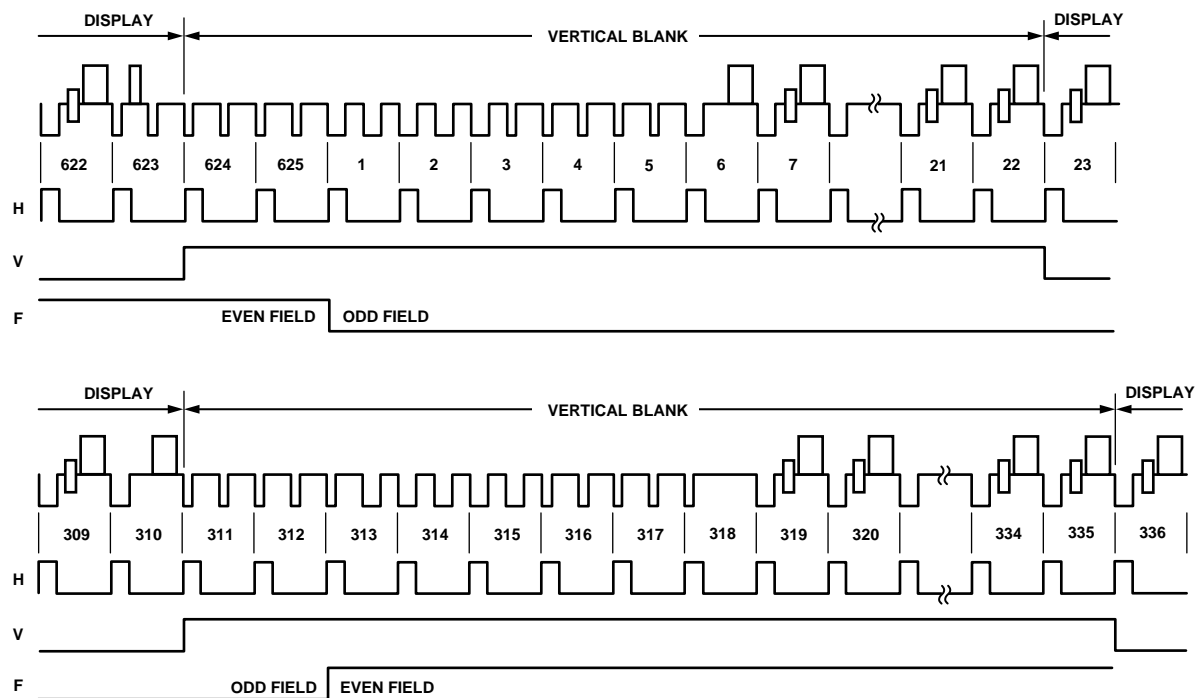 DISPLAY VERTICAL BLANK DISPLAY
622 623 624 625 1 2 3 4 5 6 7 21 22 23
H
V
F EVEN FIELD ODD FIELD
DISPLAY VERTICAL BLANK DISPLAY
309 310 311 312 313 314 315 316 317 318 319 320 334 335 336
H
V
F ODD FIELD EVEN FIELD